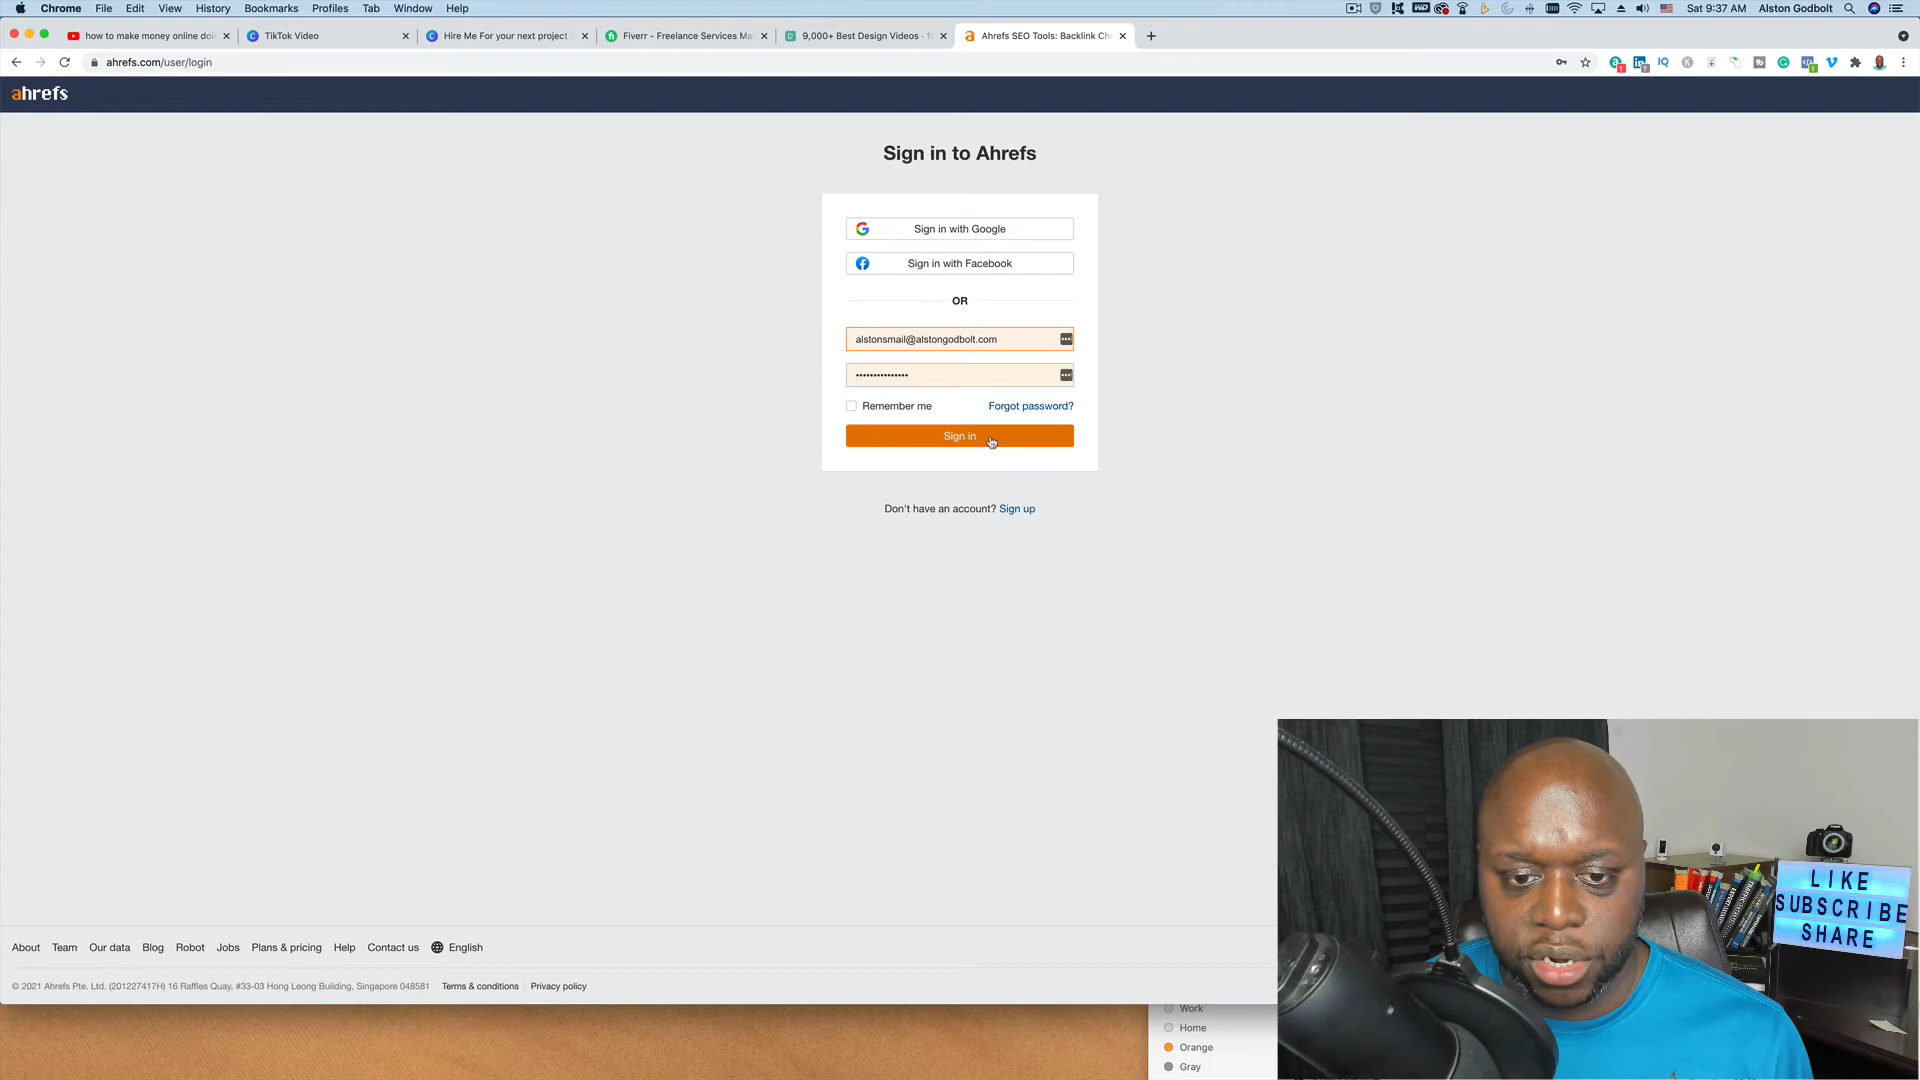 Chrome File Edit View History Bookmarks Profiles Tab Window Help
Sat 9:37 AM Alston Godbolt
how to make money online doi
TikTok Video
Hire Me For your next project
Fiverr - Freelance Services Ma
9,000+ Best Design Videos · 10
Ahrefs SEO Tools: Backlink Ch
ahrefs.com/user/login
ahrefs
Sign in to Ahrefs
Sign in with Google
Sign in with Facebook
OR
alstonsmail@alstongodbolt.com
Remember me Forgot password?
Sign in
Don't have an account? Sign up
LIKE
SUBSCRIBE
SHARE
About Team Our data Blog Robot Jobs Plans & pricing Help Contact us English
© 2021 Ahrefs Pte. Ltd. (201227417H) 16 Raffles Quay, #33-03 Hong Leong Building, Singapore 048581 Terms & conditions Privacy policy
Work
Home
Orange
Gray